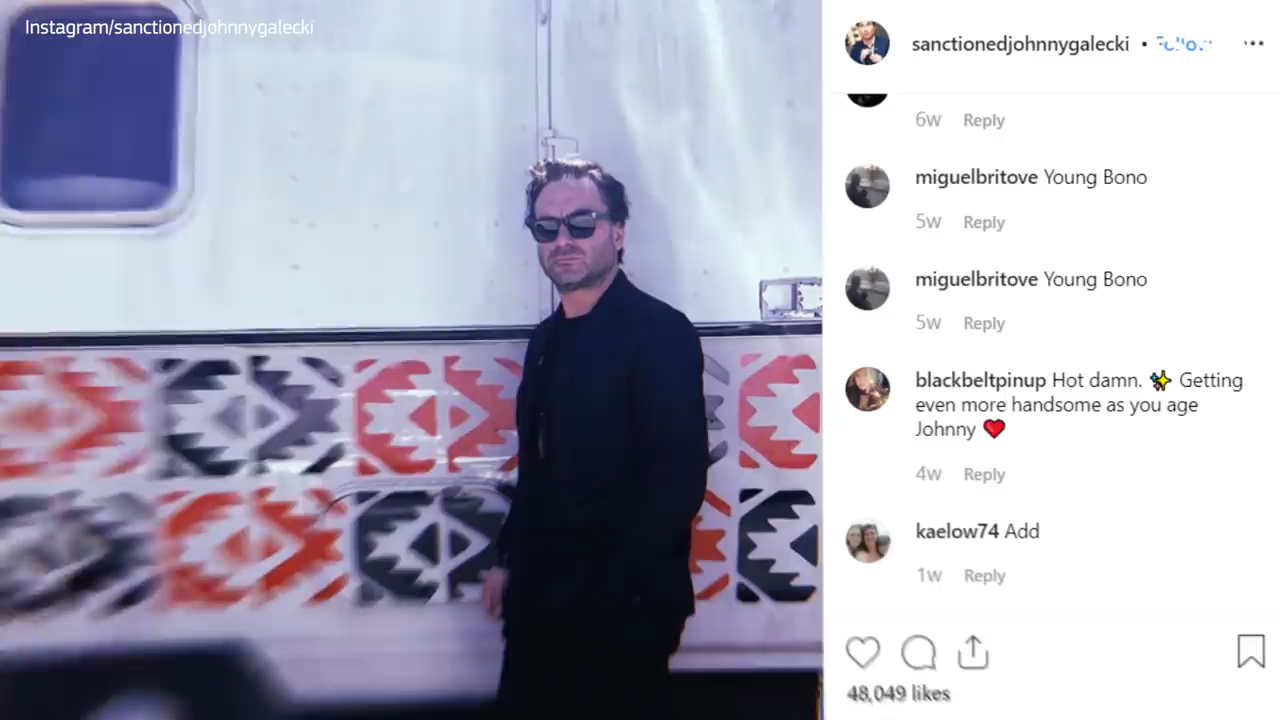 Instagram/sanctionedjohnnygalecki
sanctionedjohnnygalecki • Follow
6w Reply
miguelbritove Young Bono
5w Reply
miguelbritove Young Bono
5w Reply
blackbeltpinup Hot damn. ✨ Getting
even more handsome as you age
Johnny ❤️
4w Reply
kaelow74 Add
1w Reply
48,049 likes